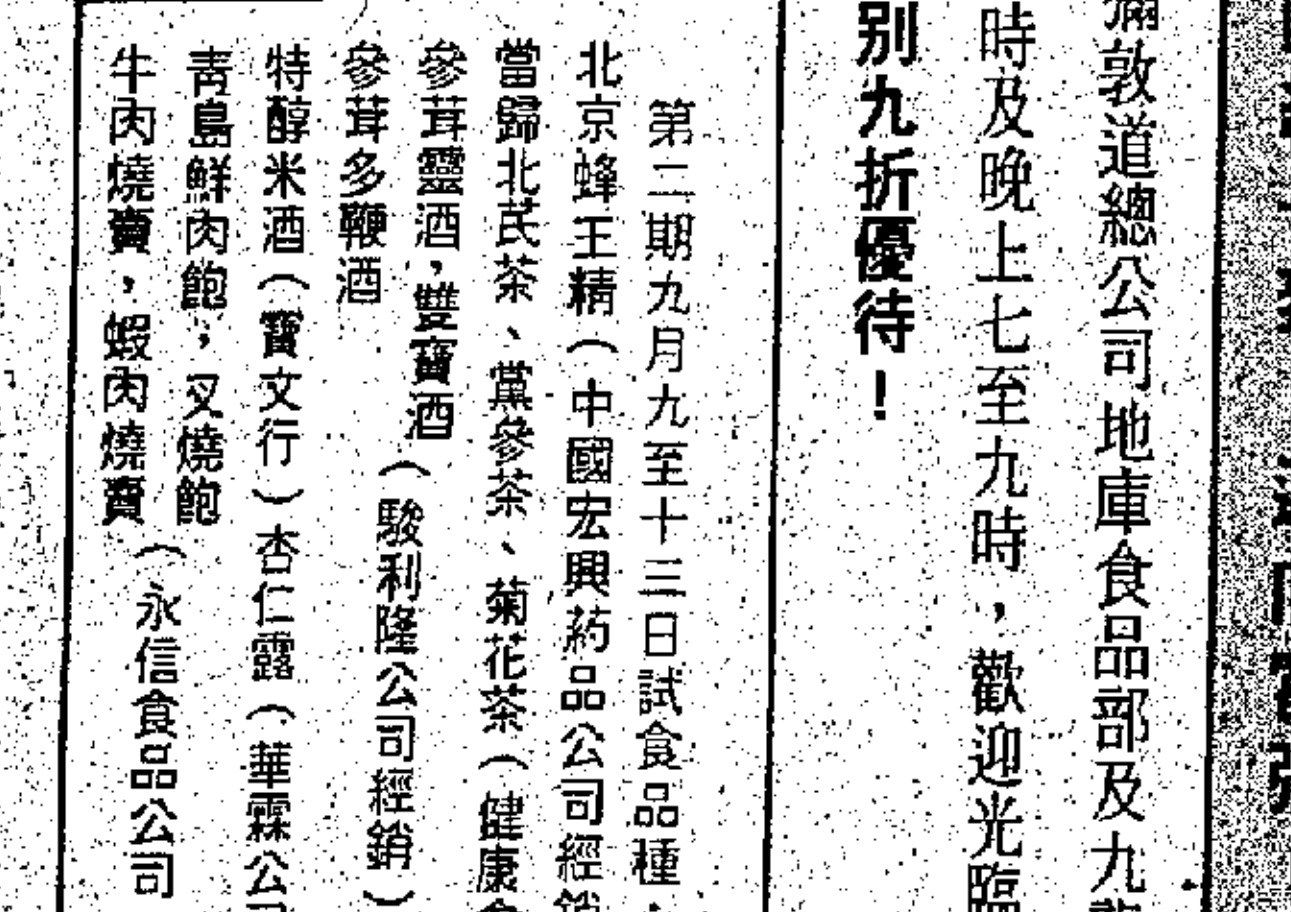 彌敦道總公司地庫食品部及九龍
時及晚上七至九時，歡迎光臨
别九折優待！
第二期九月九至十三日試食品種：
北京蜂王精（中國宏興葯品公司經銷
當歸北芪茶、黨參茶、菊花茶（健康食
參茸靈酒，雙寶酒
參茸多鞭酒
（駿利隆公司經銷）
特醇米酒（寶文行）杏仁露（華霖公司
青島鮮肉飽，叉燒飽
牛肉燒賣，蝦肉燒賣
（永信食品公司